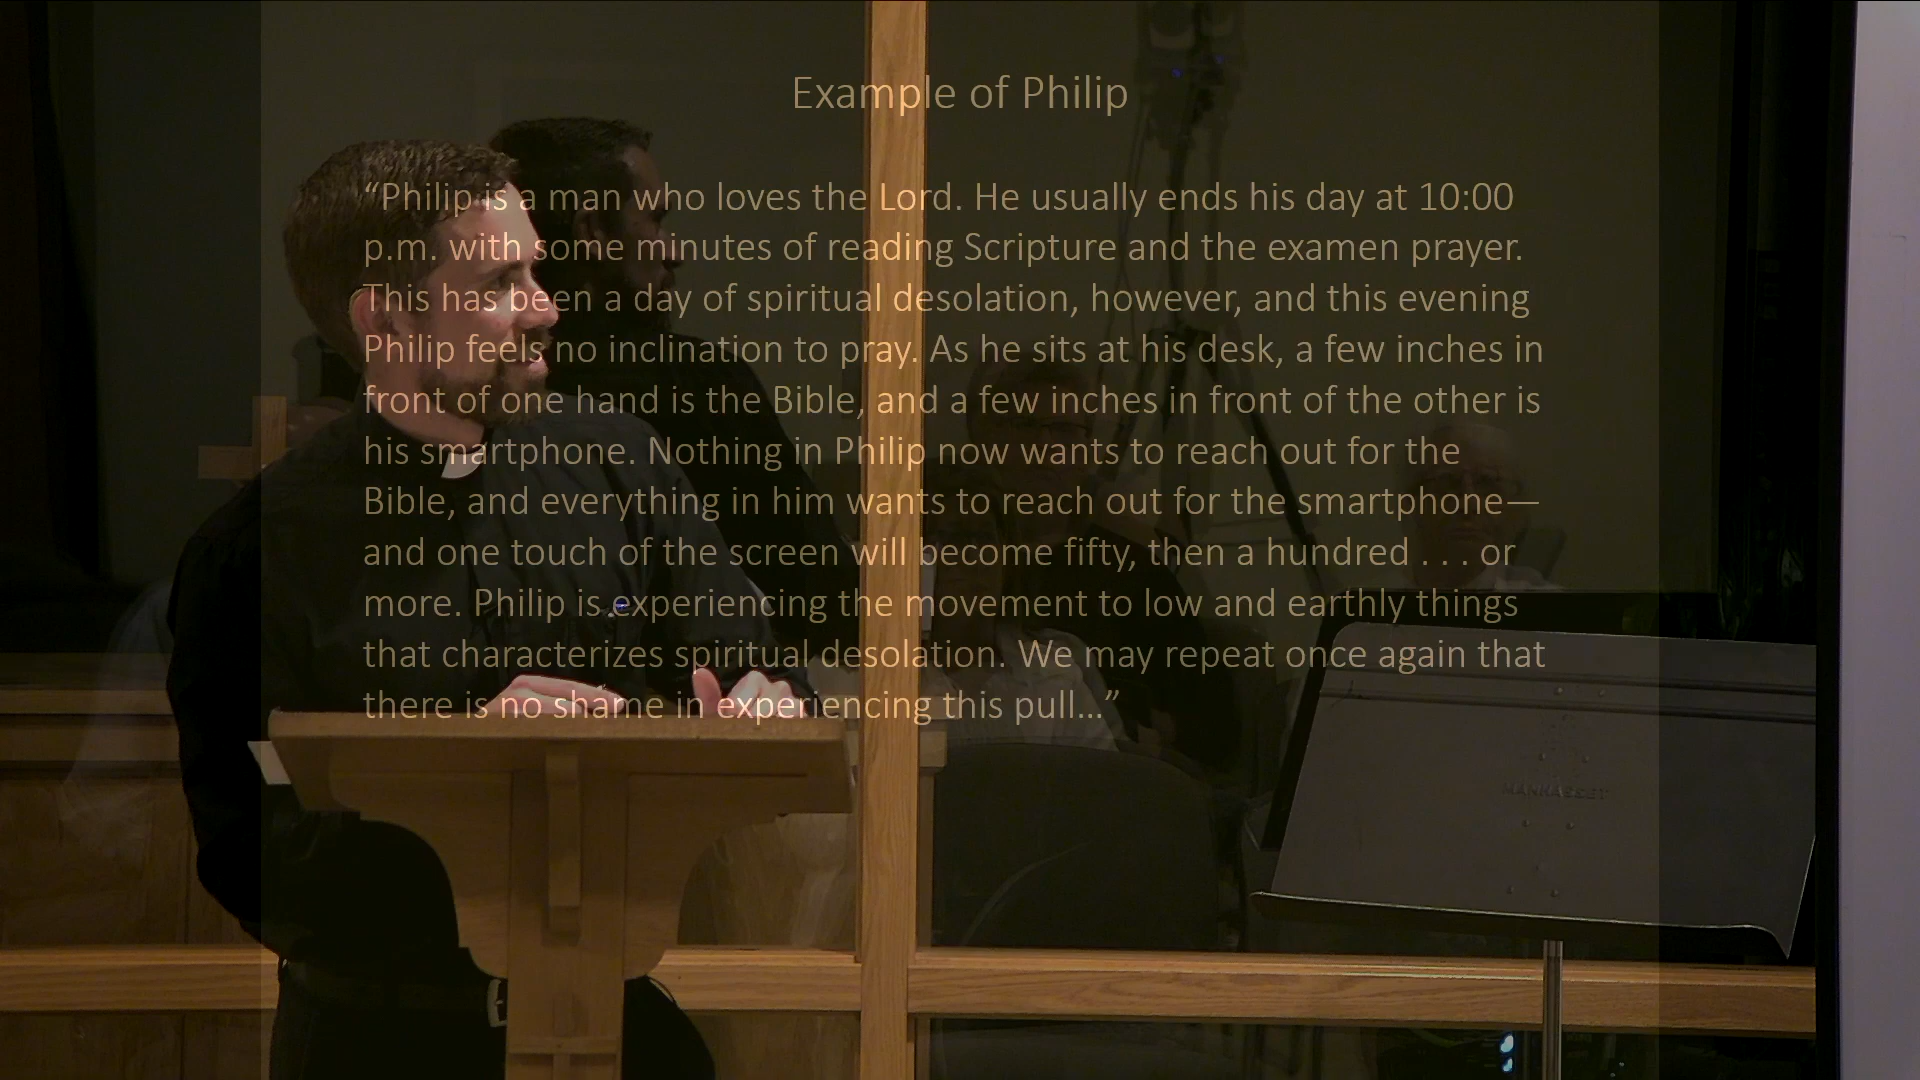 Example of Philip
“Philip is a man who loves the Lord. He usually ends his day at 10:00
p.m. with some minutes of reading Scripture and the examen prayer.
This has been a day of spiritual desolation, however, and this evening
Philip feels no inclination to pray. As he sits at his desk, a few inches in
front of one hand is the Bible, and a few inches in front of the other is
his smartphone. Nothing in Philip now wants to reach out for the
Bible, and everything in him wants to reach out for the smartphone—
and one touch of the screen will become fifty, then a hundred . . . or
more. Philip is experiencing the movement to low and earthly things
that characterizes spiritual desolation. We may repeat once again that
there is no shame in experiencing this pull...”
MANHASSET